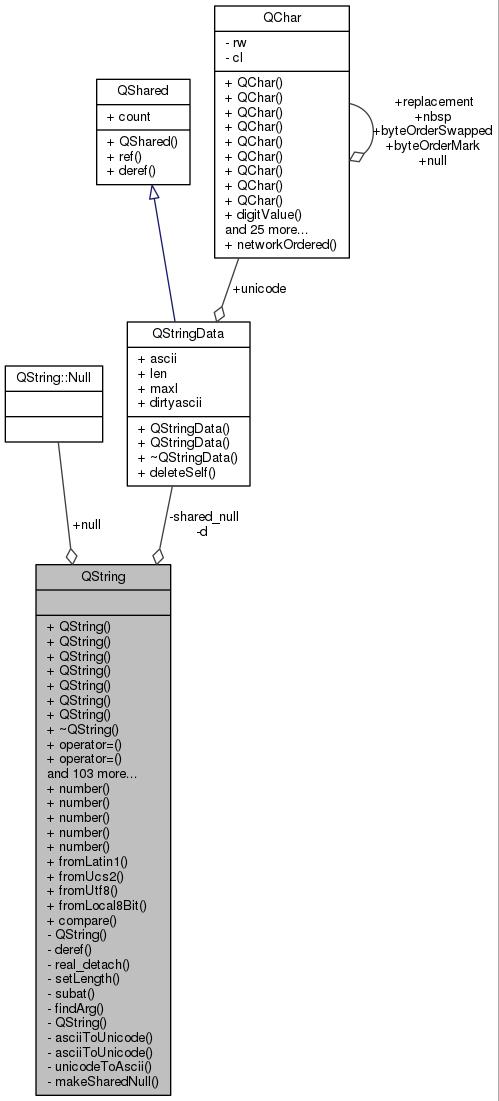 QChar
- rw
- cl
+ QChar()
+ QChar()
+ QChar()
+ QChar()
+ QChar()
+ QChar()
+ QChar()
+ QChar()
+ QChar()
+ digitValue()
and 25 more...
+ networkOrdered()
+replacement
+nbsp
+byteOrderSwapped
+byteOrderMark
+null
QShared
+ count
+ QShared()
+ ref()
+ deref()
+unicode
QStringData
+ ascii
+ len
+ maxl
+ dirtyascii
+ QStringData()
+ QStringData()
+ ~QStringData()
+ deleteSelf()
QString::Null
+null
-shared_null
-d
QString
+ QString()
+ QString()
+ QString()
+ QString()
+ QString()
+ QString()
+ QString()
+ ~QString()
+ operator=()
+ operator=()
and 103 more...
+ number()
+ number()
+ number()
+ number()
+ number()
+ fromLatin1()
+ fromUcs2()
+ fromUtf8()
+ fromLocal8Bit()
+ compare()
- QString()
- deref()
- real_detach()
- setLength()
- subat()
- findArg()
- QString()
- asciiToUnicode()
- asciiToUnicode()
- unicodeToAscii()
- makeSharedNull()